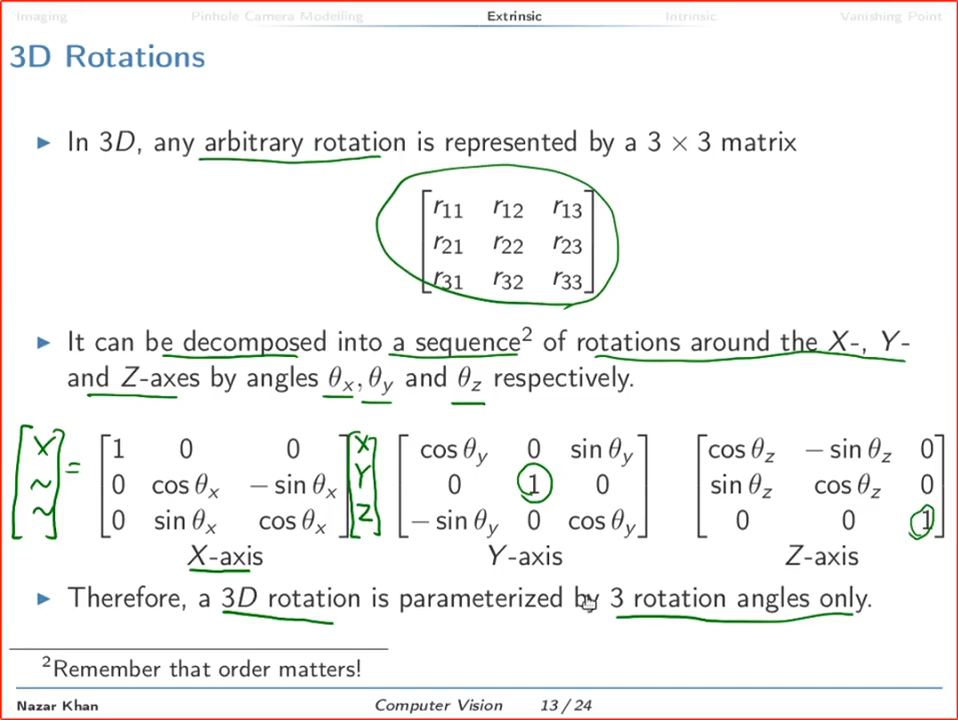 Imaging Pinhole Camera Modelling Extrinsic Intrinsic Vanishing Point
3D Rotations
▶ In 3D, any arbitrary rotation is represented by a 3 × 3 matrix
r11 r12 r13
r21 r22 r23
r31 r32 r33
▶ It can be decomposed into a sequence² of rotations around the X-, Y-
and Z-axes by angles θx, θy and θz respectively.
X 1 0 0 X cos θy 0 sin θy cos θz − sin θz 0
~ = 0 cos θx − sin θx Y 0 1 0 sin θz cos θz 0
~ 0 sin θx cos θx Z − sin θy 0 cos θy 0 0 1
X-axis Y-axis Z-axis
▶ Therefore, a 3D rotation is parameterized by 3 rotation angles only.
²Remember that order matters!
Nazar Khan Computer Vision 13 / 24